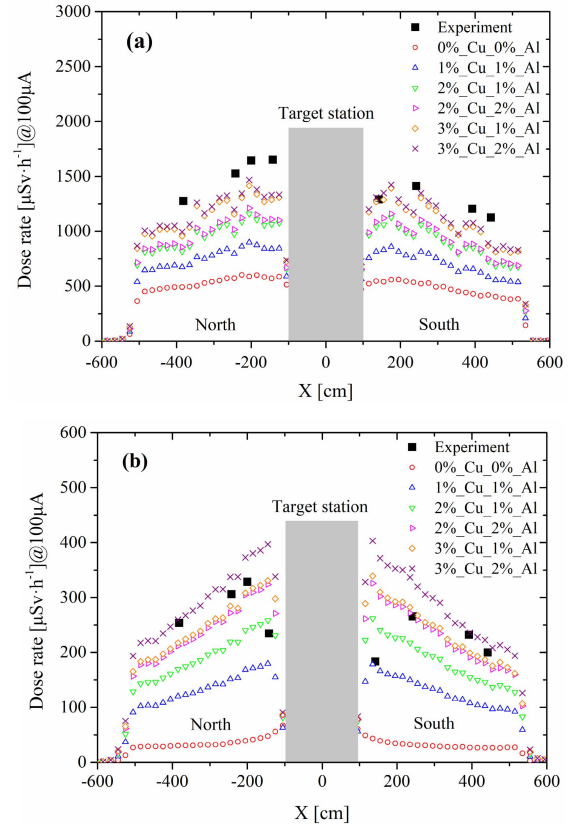 (a)
Experiment
0%_Cu_0%_Al
1%_Cu_1%_Al
2%_Cu_1%_Al
2%_Cu_2%_Al
3%_Cu_1%_Al
3%_Cu_2%_Al
Target station
North
South
Dose rate [μSv·h⁻¹]@100μA
3000
2500
2000
1500
1000
500
0
-600 -400 -200 0 200 400 600
X [cm]
(b)
Experiment
0%_Cu_0%_Al
1%_Cu_1%_Al
2%_Cu_1%_Al
2%_Cu_2%_Al
3%_Cu_1%_Al
3%_Cu_2%_Al
Target station
North
South
Dose rate [μSv·h⁻¹]@100μA
600
500
400
300
200
100
0
-600 -400 -200 0 200 400 600
X [cm]